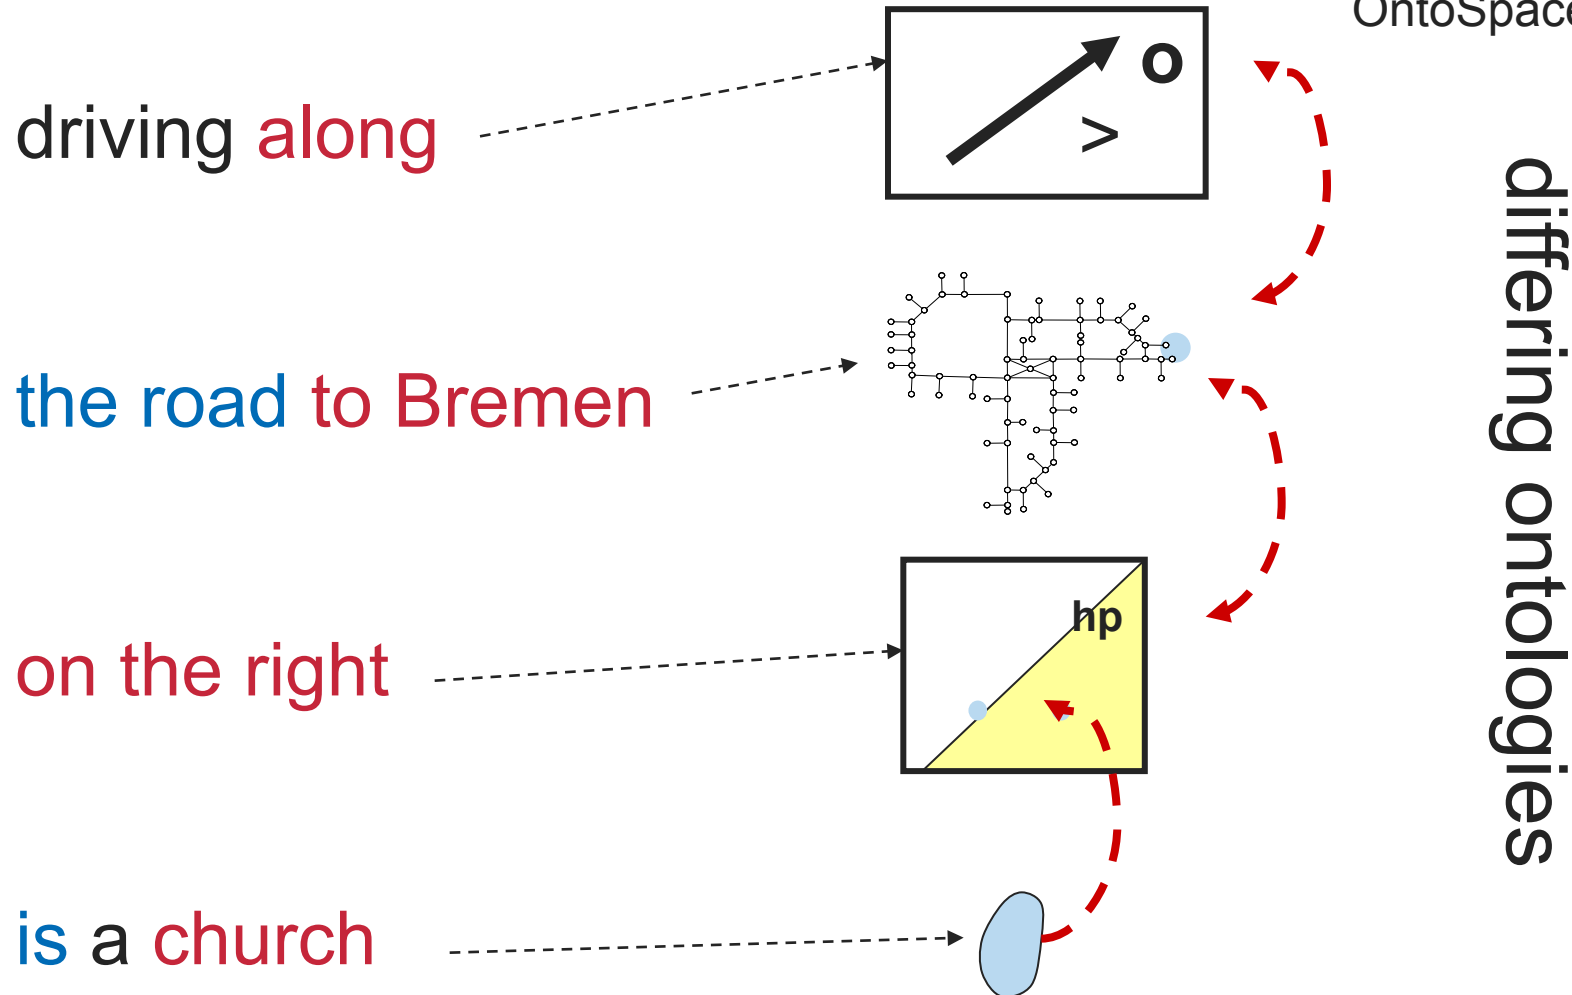 OntoSpace
driving along
o
>
the road to Bremen
on the right
hp
is a church
differing ontologies